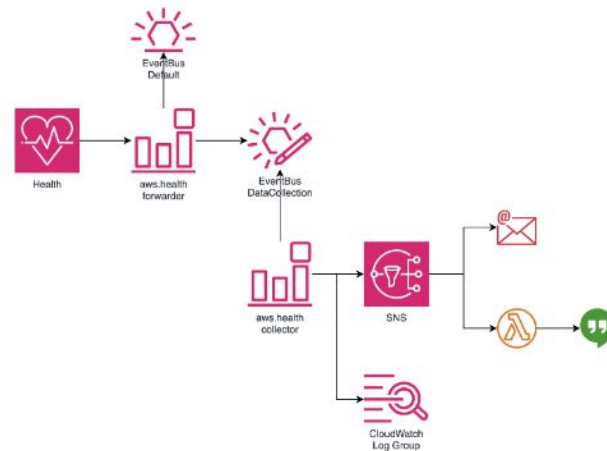 EventBus
Default
Health
aws.health
forwarder
EventBus
DataCollection
aws.health
collector
SNS
@
CloudWatch
Log Group